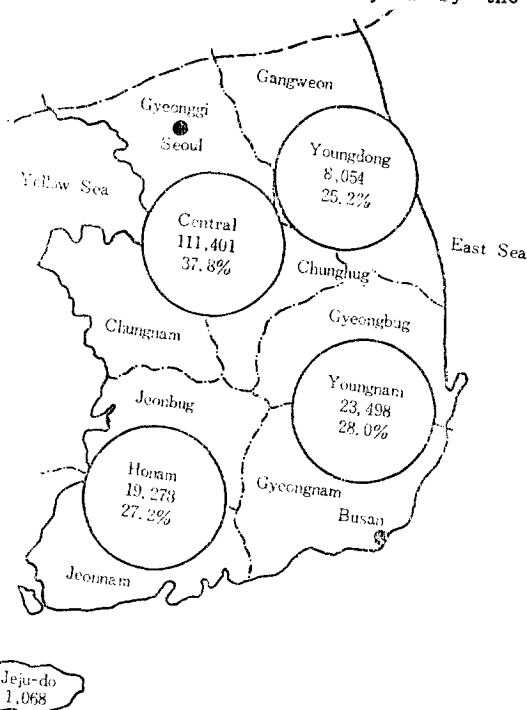 by the
Gangweon
Gyeonggi
Seoul
Youngdong
8,054
25.2%
Yellow Sea
Central
111,401
37.8%
East Sea
Chunghug
Gyeongbug
Chungnam
Youngnam
23,498
28.0%
Jeonbug
Honam
19,278
27.2%
Gyeongnam
Busan
Jeonnam
Jeju-do
1,068